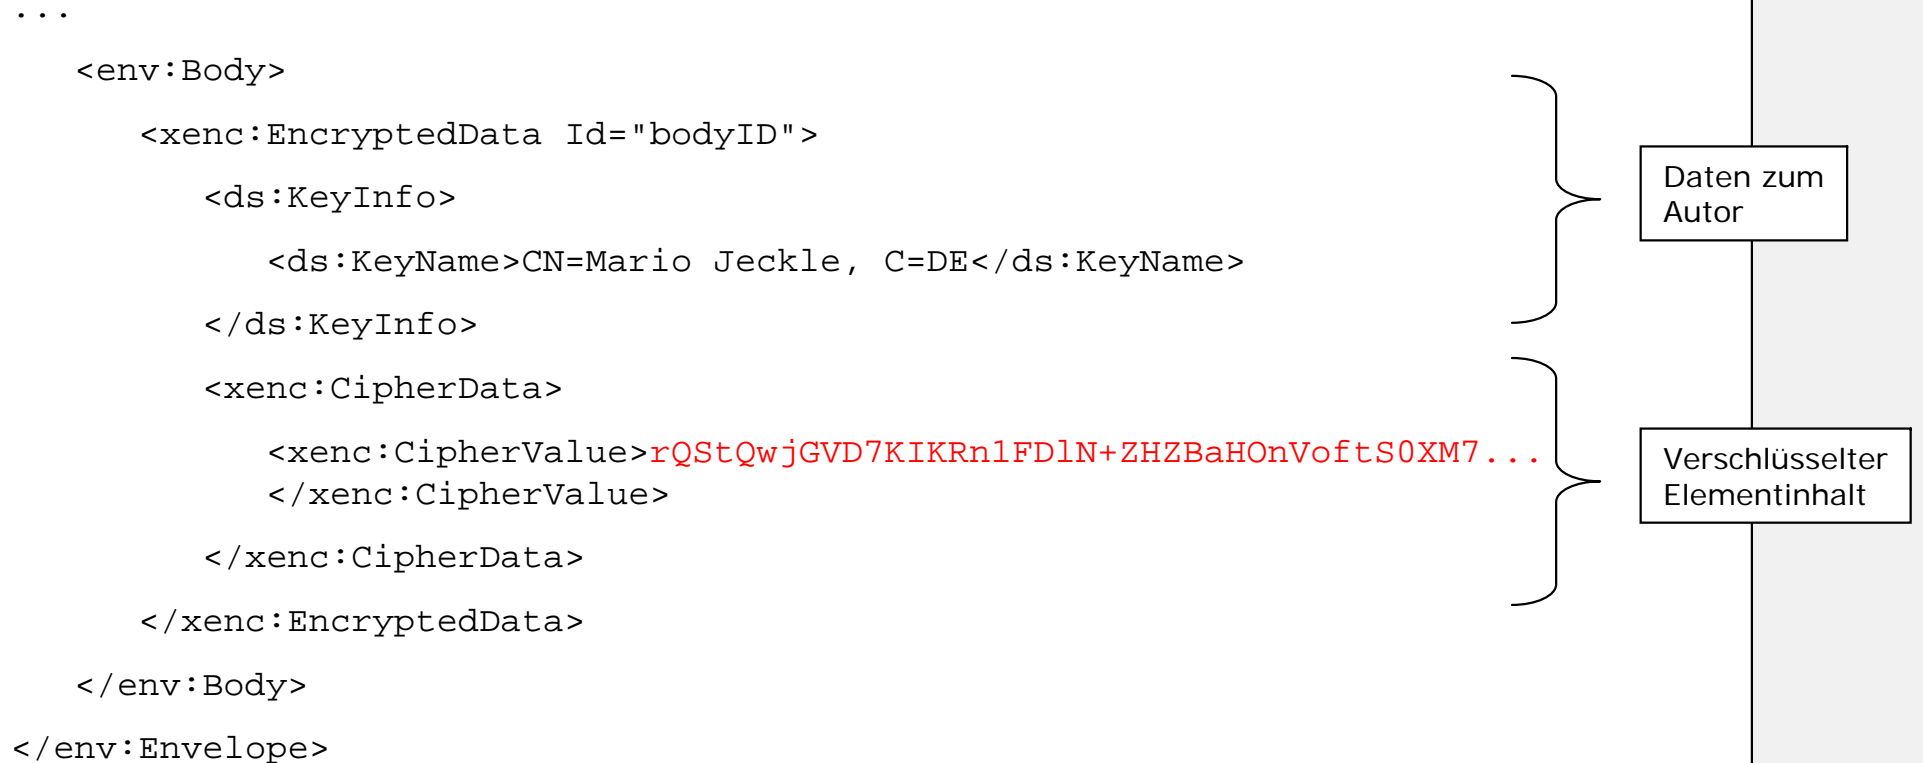 ...
<env:Body>
<xenc:EncryptedData Id="bodyID">
<ds:KeyInfo>
<ds:KeyName>CN=Mario Jeckle, C=DE</ds:KeyName>
</ds:KeyInfo>
<xenc:CipherData>
<xenc:CipherValue>rQStQwjGVD7KIKRn1FDlN+ZHZBaHOnVoftS0XM7...
</xenc:CipherValue>
</xenc:CipherData>
</xenc:EncryptedData>
</env:Body>
</env:Envelope>
Daten zum
Autor
Verschlüsselter
Elementinhalt